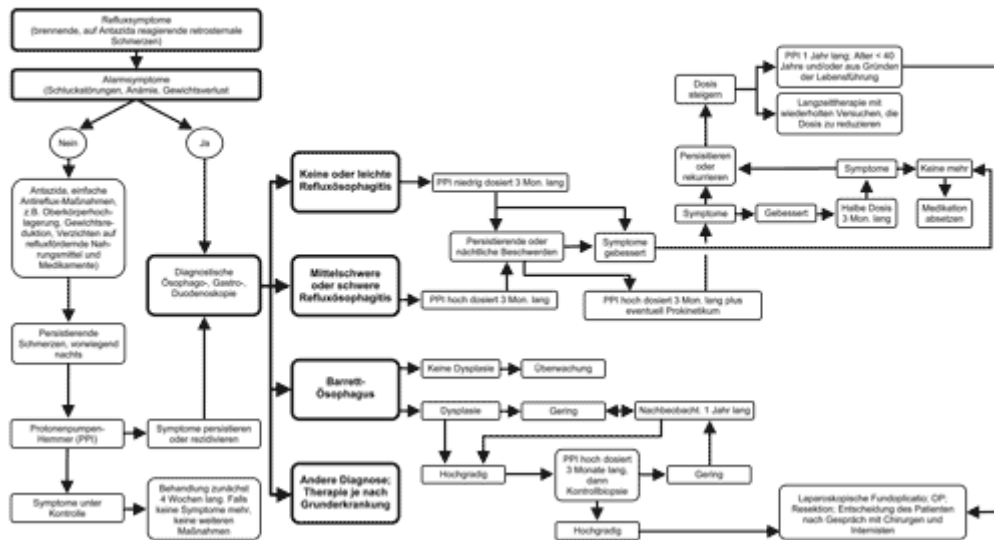 Refluxsymptome
(brennende, auf Antazida reagierende retrosternale
Schmerzen)
Alarmsymptome
(Schluckstörungen, Anämie, Gewichtsverlust
Nein
Ja
Antazida, einfache
Antireflux-Maßnahmen,
z.B. Oberkörperhoch-
lagerung, Gewichtsre-
duktion, Verzichten auf
refluxfördernde Nah-
rungsmittel und
Medikamente)
Persistierende
Schmerzen, vorwiegend
nachts
Protonenpumpen-
Hemmer (PPI)
Symptome persistieren
oder rezidivieren
Symptome unter
Kontrolle
Behandlung zunächst
4 Wochen lang. Falls
keine Symptome mehr,
keine weiteren
Maßnahmen
Diagnostische
Ösophago-, Gastro-,
Duodenoskopie
Keine oder leichte
Refluxösophagitis
PPI niedrig dosiert 3 Mon. lang
Mittelschwere
oder schwere
Refluxösophagitis
PPI hoch dosiert 3 Mon. lang
Persistierende oder
nächtliche Beschwerden
Symptome
gebessert
PPI hoch dosiert 3 Mon. lang plus
eventuell Prokinetikum
Symptome
Gebessert
Halbe Dosis
3 Mon. lang
Symptome
Keine mehr
Medikation
absetzen
Persistieren
oder
rekurrieren
Dosis
steigern
PPI 1 Jahr lang; Alter < 40
Jahre und/oder aus Gründen
der Lebensführung
Langzeittherapie mit
wiederholten Versuchen, die
Dosis zu reduzieren
Barrett-
Ösophagus
Keine Dysplasie
Überwachung
Dysplasie
Gering
Nachbeobacht. 1 Jahr lang
Hochgradig
PPI hoch dosiert
3 Monate lang,
dann
Kontrollbiopsie
Gering
Hochgradig
Andere Diagnose;
Therapie je nach
Grunderkrankung
Laparoskopische Fundoplicatio; OP;
Resektion; Entscheidung des Patienten
nach Gespräch mit Chirurgen und
Internisten